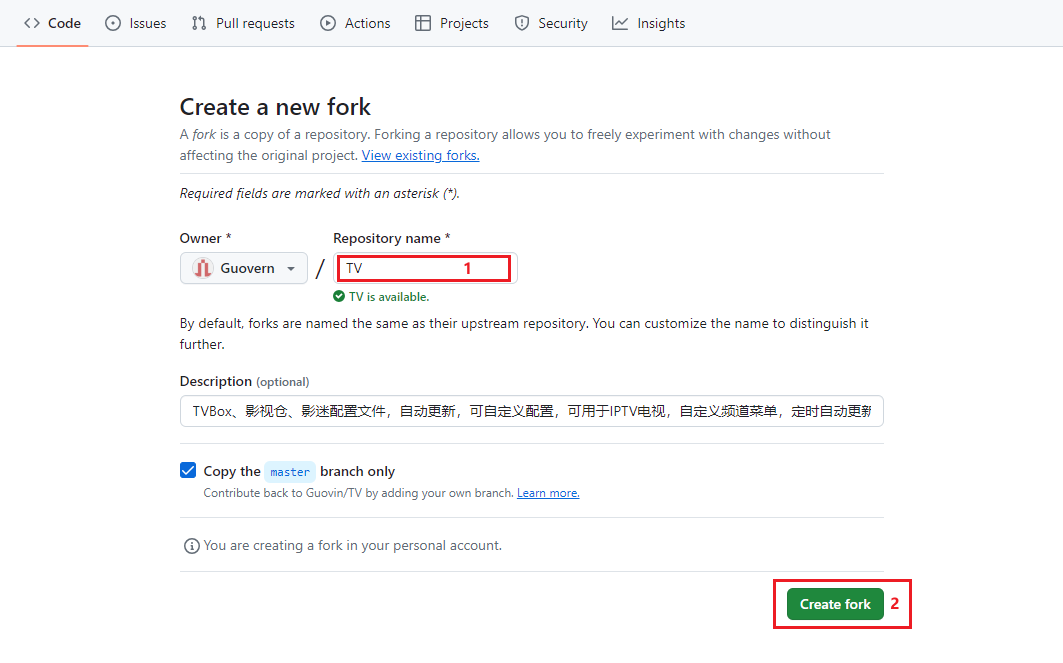 Code Issues Pull requests Actions Projects Security Insights
Create a new fork
A fork is a copy of a repository. Forking a repository allows you to freely experiment with changes without
affecting the original project. View existing forks.
Required fields are marked with an asterisk (*).
Owner * Repository name *
Guovern / TV 1
TV is available.
By default, forks are named the same as their upstream repository. You can customize the name to distinguish it
further.
Description (optional)
TVBox、影视仓、影迷配置文件，自动更新，可自定义配置，可用于IPTV电视，自定义频道菜单，定时自动更新
Copy the master branch only
Contribute back to Guovin/TV by adding your own branch. Learn more.
You are creating a fork in your personal account.
Create fork 2